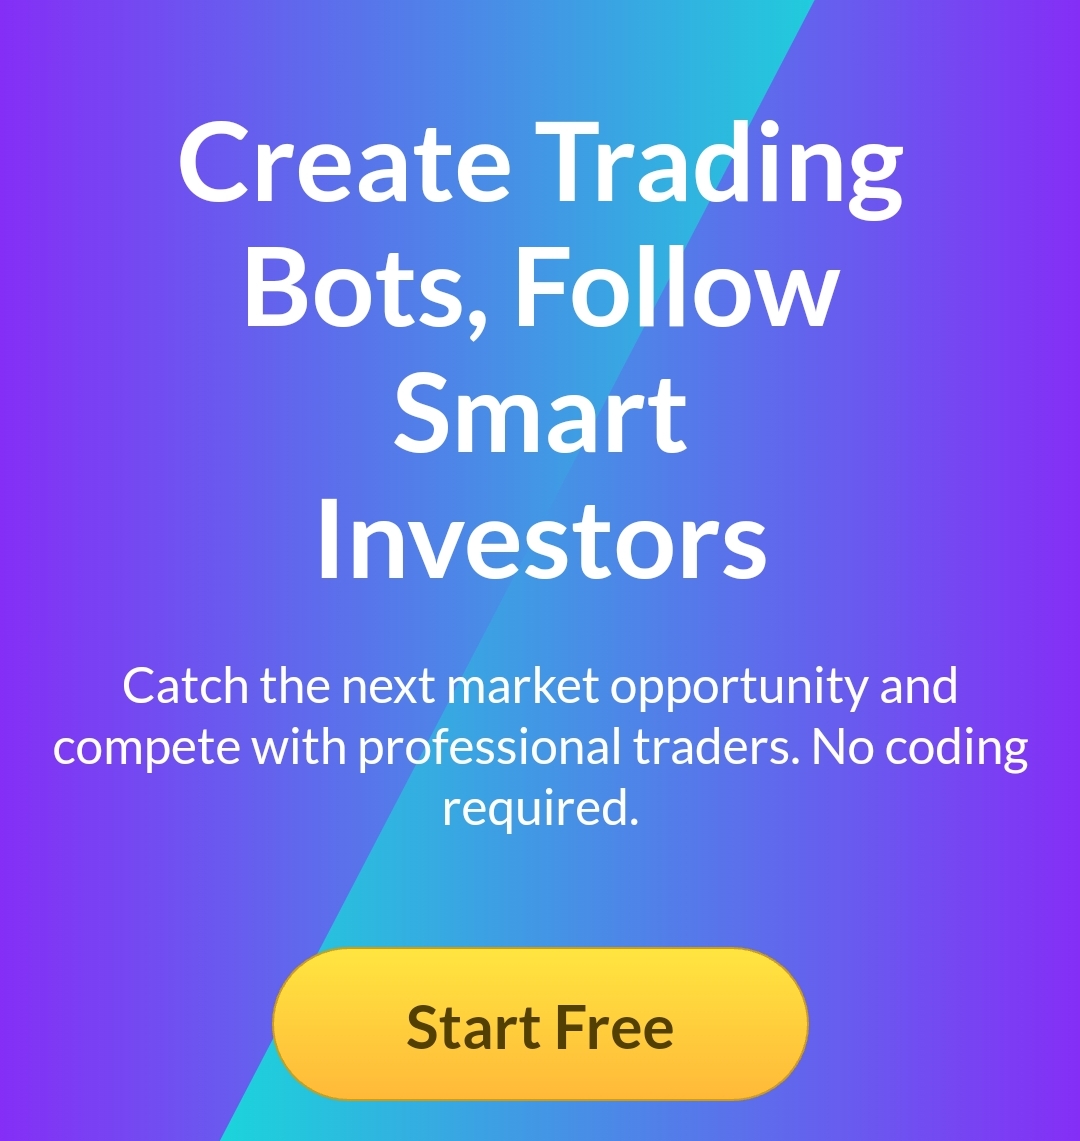 Create Trading
Bots, Follow
Smart
Investors
Catch the next market opportunity and
compete with professional traders. No coding
required.
Start Free